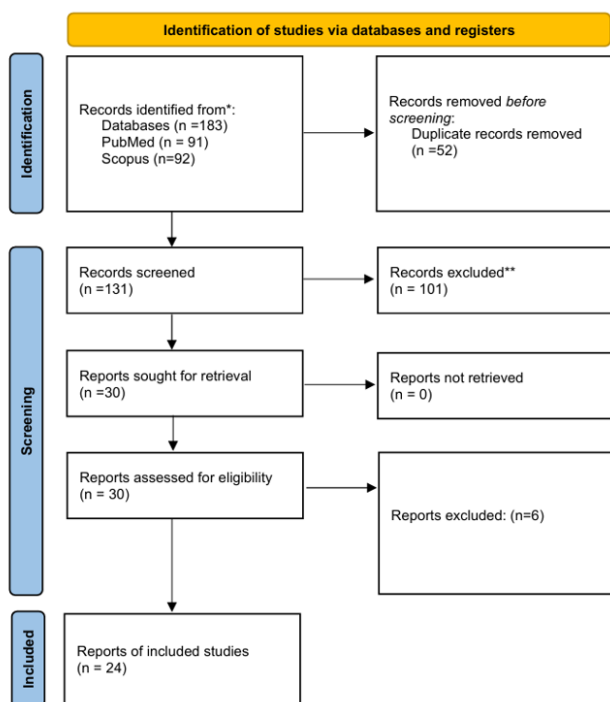 Identification of studies via databases and registers
Identification
Records identified from*:
Databases (n =183)
PubMed (n = 91)
Scopus (n=92)
Records removed before
screening:
Duplicate records removed
(n =52)
Screening
Records screened
(n =131)
Records excluded**
(n = 101)
Reports sought for retrieval
(n =30)
Reports not retrieved
(n = 0)
Reports assessed for eligibility
(n = 30)
Reports excluded: (n=6)
Included
Reports of included studies
(n = 24)